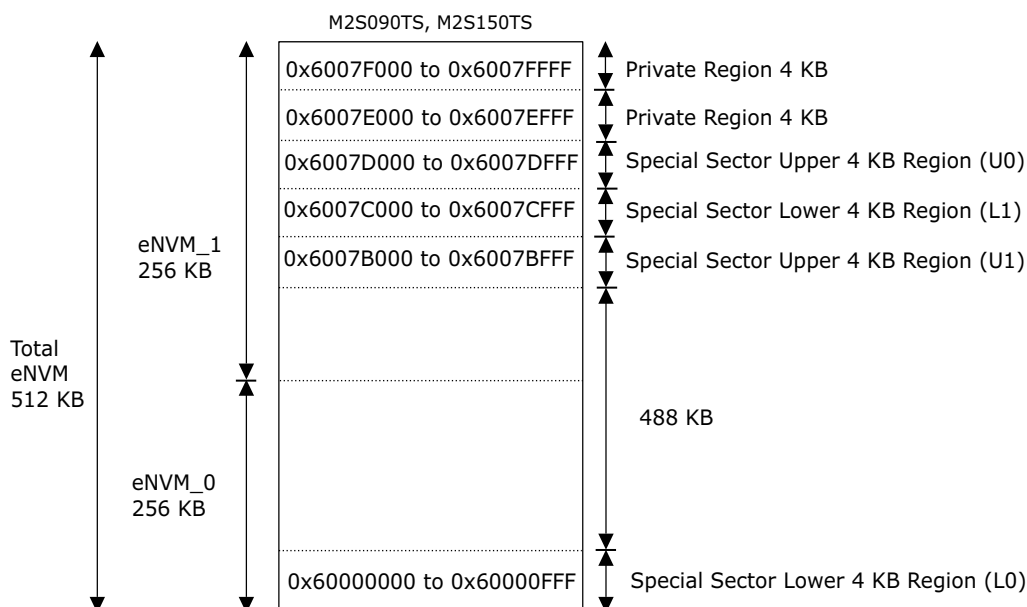 M2S090TS, M2S150TS
0x6007F000 to 0x6007FFFF
Private Region 4 KB
0x6007E000 to 0x6007EFFF
Private Region 4 KB
0x6007D000 to 0x6007DFFF
Special Sector Upper 4 KB Region (U0)
0x6007C000 to 0x6007CFFF
Special Sector Lower 4 KB Region (L1)
0x6007B000 to 0x6007BFFF
Special Sector Upper 4 KB Region (U1)
eNVM_1
256 KB
Total
eNVM
512 KB
488 KB
eNVM_0
256 KB
0x60000000 to 0x60000FFF
Special Sector Lower 4 KB Region (L0)